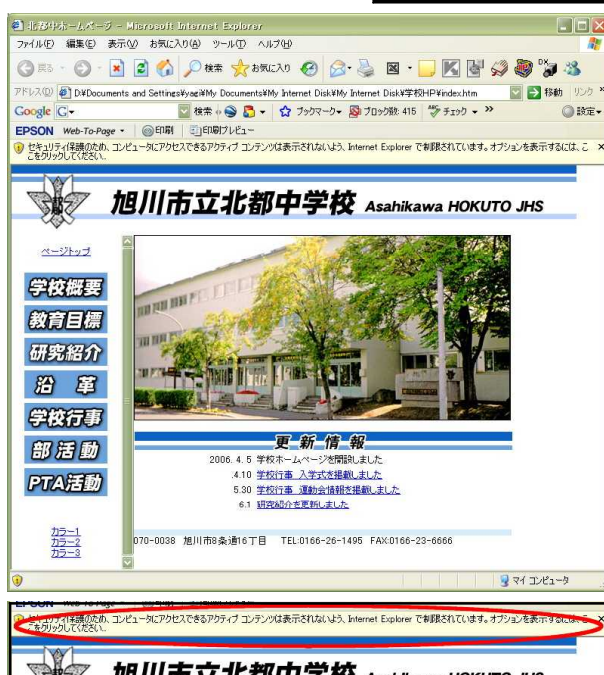 北都中ホームページ - Microsoft Internet Explorer
ファイル(F) 編集(E) 表示(V) お気に入り(A) ツール(T) ヘルプ(H)
戻る 検索 お気に入り
アドレス(D) D:¥Documents and Settings¥yagi¥My Documents¥My Internet Disk¥My Internet Disk¥学校HP¥index.htm 移動 リンク »
Google G 検索 ブックマーク ブロック数: 415 チェック » 設定
EPSON Web-To-Page 印刷 印刷プレビュー
セキュリティ保護のため、コンピュータにアクセスできるアクティブ コンテンツは表示されないよう、Internet Explorer で制限されています。オプションを表示するには、こ
こをクリックしてください...
旭川市立北都中学校 Asahikawa HOKUTO JHS
ページトップ
学校概要
教育目標
研究紹介
沿 革
学校行事
部 活 動
PTA活動
カラー1
カラー2
カラー3
更 新 情 報
2006. 4. 5 学校ホームページを開設しました
.4.10 学校行事 入学式を掲載しました
5.30 学校行事 運動会情報を掲載しました
6.1 研究紹介を更新しました
070-0038 旭川市8条通16丁目 TEL:0166-26-1495 FAX:0166-23-6666
マイ コンピュータ
EPSON Web-To-Page
セキュリティ保護のため、コンピュータにアクセスできるアクティブ コンテンツは表示されないよう、Internet Explorer で制限されています。オプションを表示するには、こ
こをクリックしてください...
旭川市立北都中学校 Asahikawa HOKUTO JHS